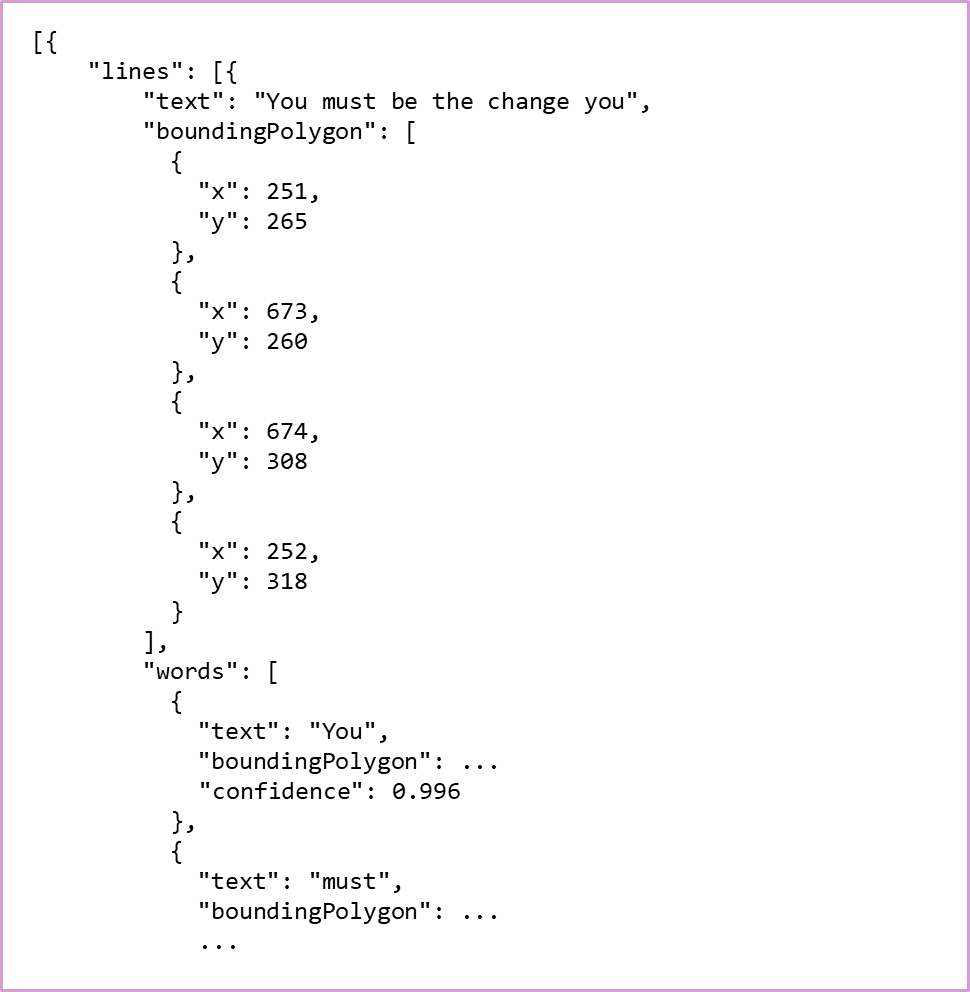 [{
"lines": [{
"text": "You must be the change you",
"boundingPolygon": [
{
"x": 251,
"y": 265
},
{
"x": 673,
"y": 260
},
{
"x": 674,
"y": 308
},
{
"x": 252,
"y": 318
}
],
"words": [
{
"text": "You",
"boundingPolygon": ...
"confidence": 0.996
},
{
"text": "must",
"boundingPolygon": ...
...